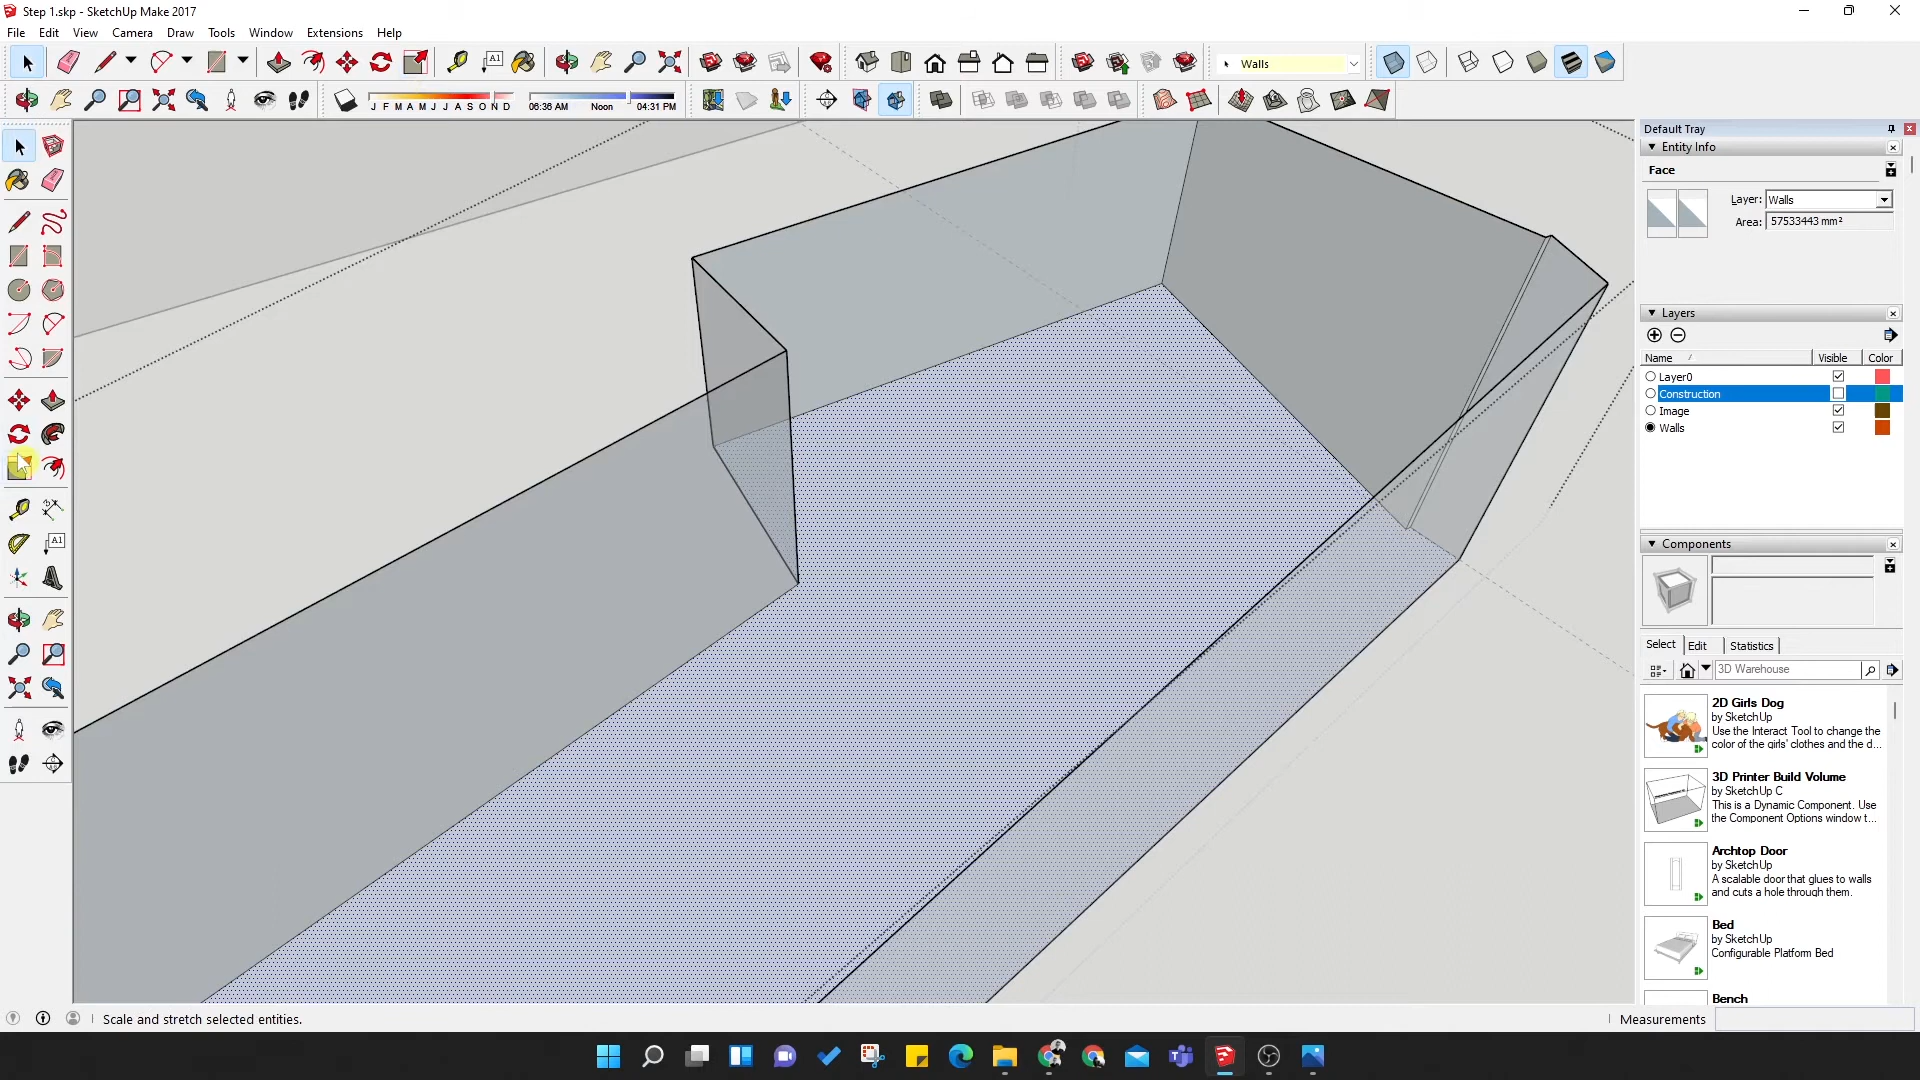 Step 1.skp - SketchUp Make 2017
File Edit View Camera Draw Tools Window Extensions Help
A1
Walls
J F M A M J J A S O N D
06:36 AM Noon 04:31 PM
Default Tray
Entity Info
Face
Layer: Walls
Area: 57533443 mm²
Layers
Name Visible Color
Layer0
Construction
Image
Walls
A1
Components
Select Edit Statistics
3D Warehouse
2D Girls Dog
by SketchUp
Use the Interact Tool to change the
color of the girls' clothes and the d...
3D Printer Build Volume
by SketchUp C
This is a Dynamic Component. Use
the Component Options window t...
Archtop Door
by SketchUp
A scalable door that glues to walls
and cuts a hole through them.
Bed
by SketchUp
Configurable Platform Bed
Bench
Scale and stretch selected entities.
Measurements